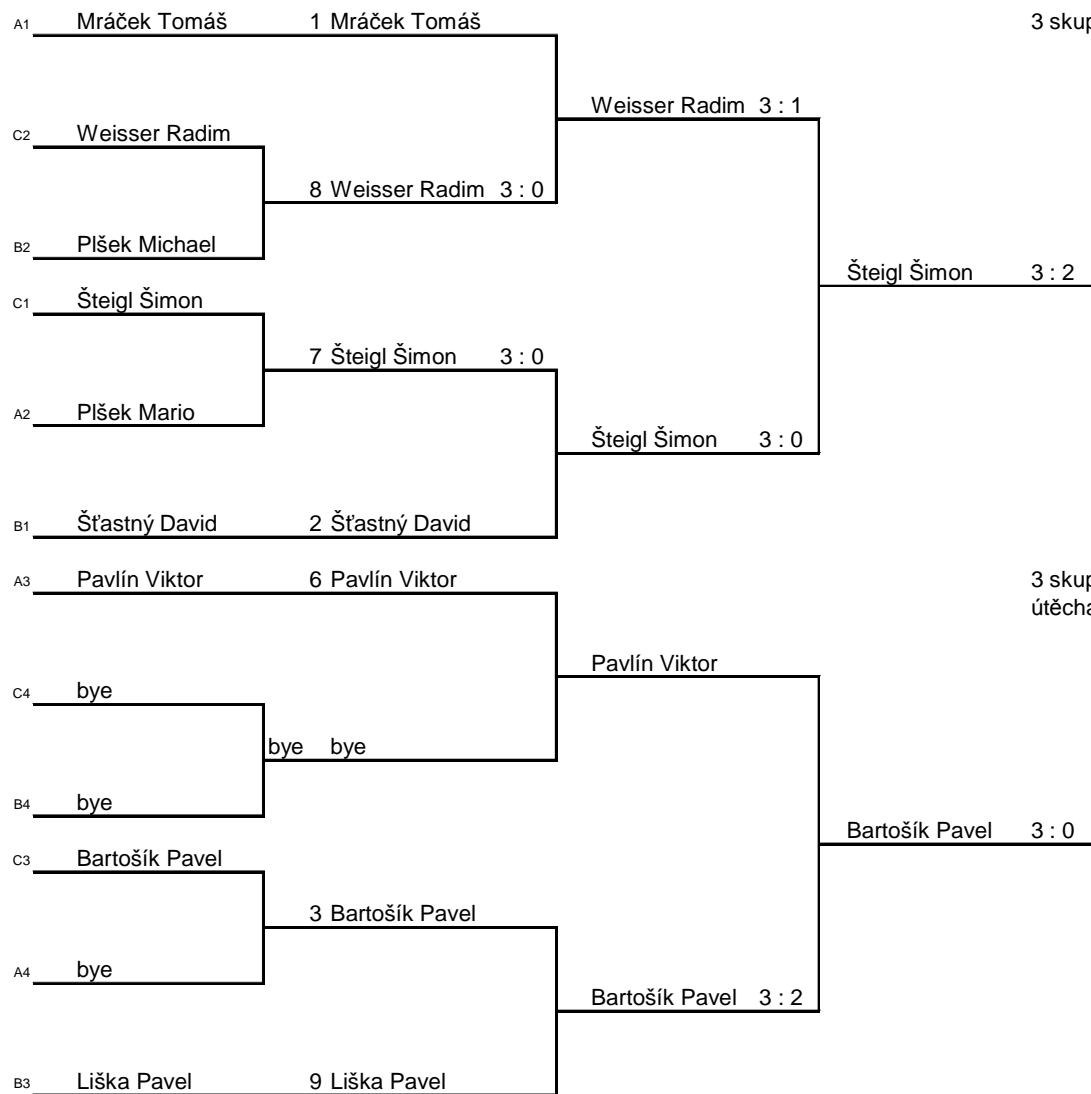 A1 Mráček Tomáš 1 Mráček Tomáš 3 skup
Weisser Radim 3 : 1
C2 Weisser Radim
8 Weisser Radim 3 : 0
B2 Plšek Michael
Šteigl Šimon 3 : 2
C1 Šteigl Šimon
7 Šteigl Šimon 3 : 0
A2 Plšek Mario
Šteigl Šimon 3 : 0
B1 Šťastný David 2 Šťastný David
A3 Pavlín Viktor 6 Pavlín Viktor 3 skup
útěcha
Pavlín Viktor
C4 bye
bye bye
B4 bye
Bartošík Pavel 3 : 0
C3 Bartošík Pavel
3 Bartošík Pavel
A4 bye
Bartošík Pavel 3 : 2
B3 Liška Pavel 9 Liška Pavel